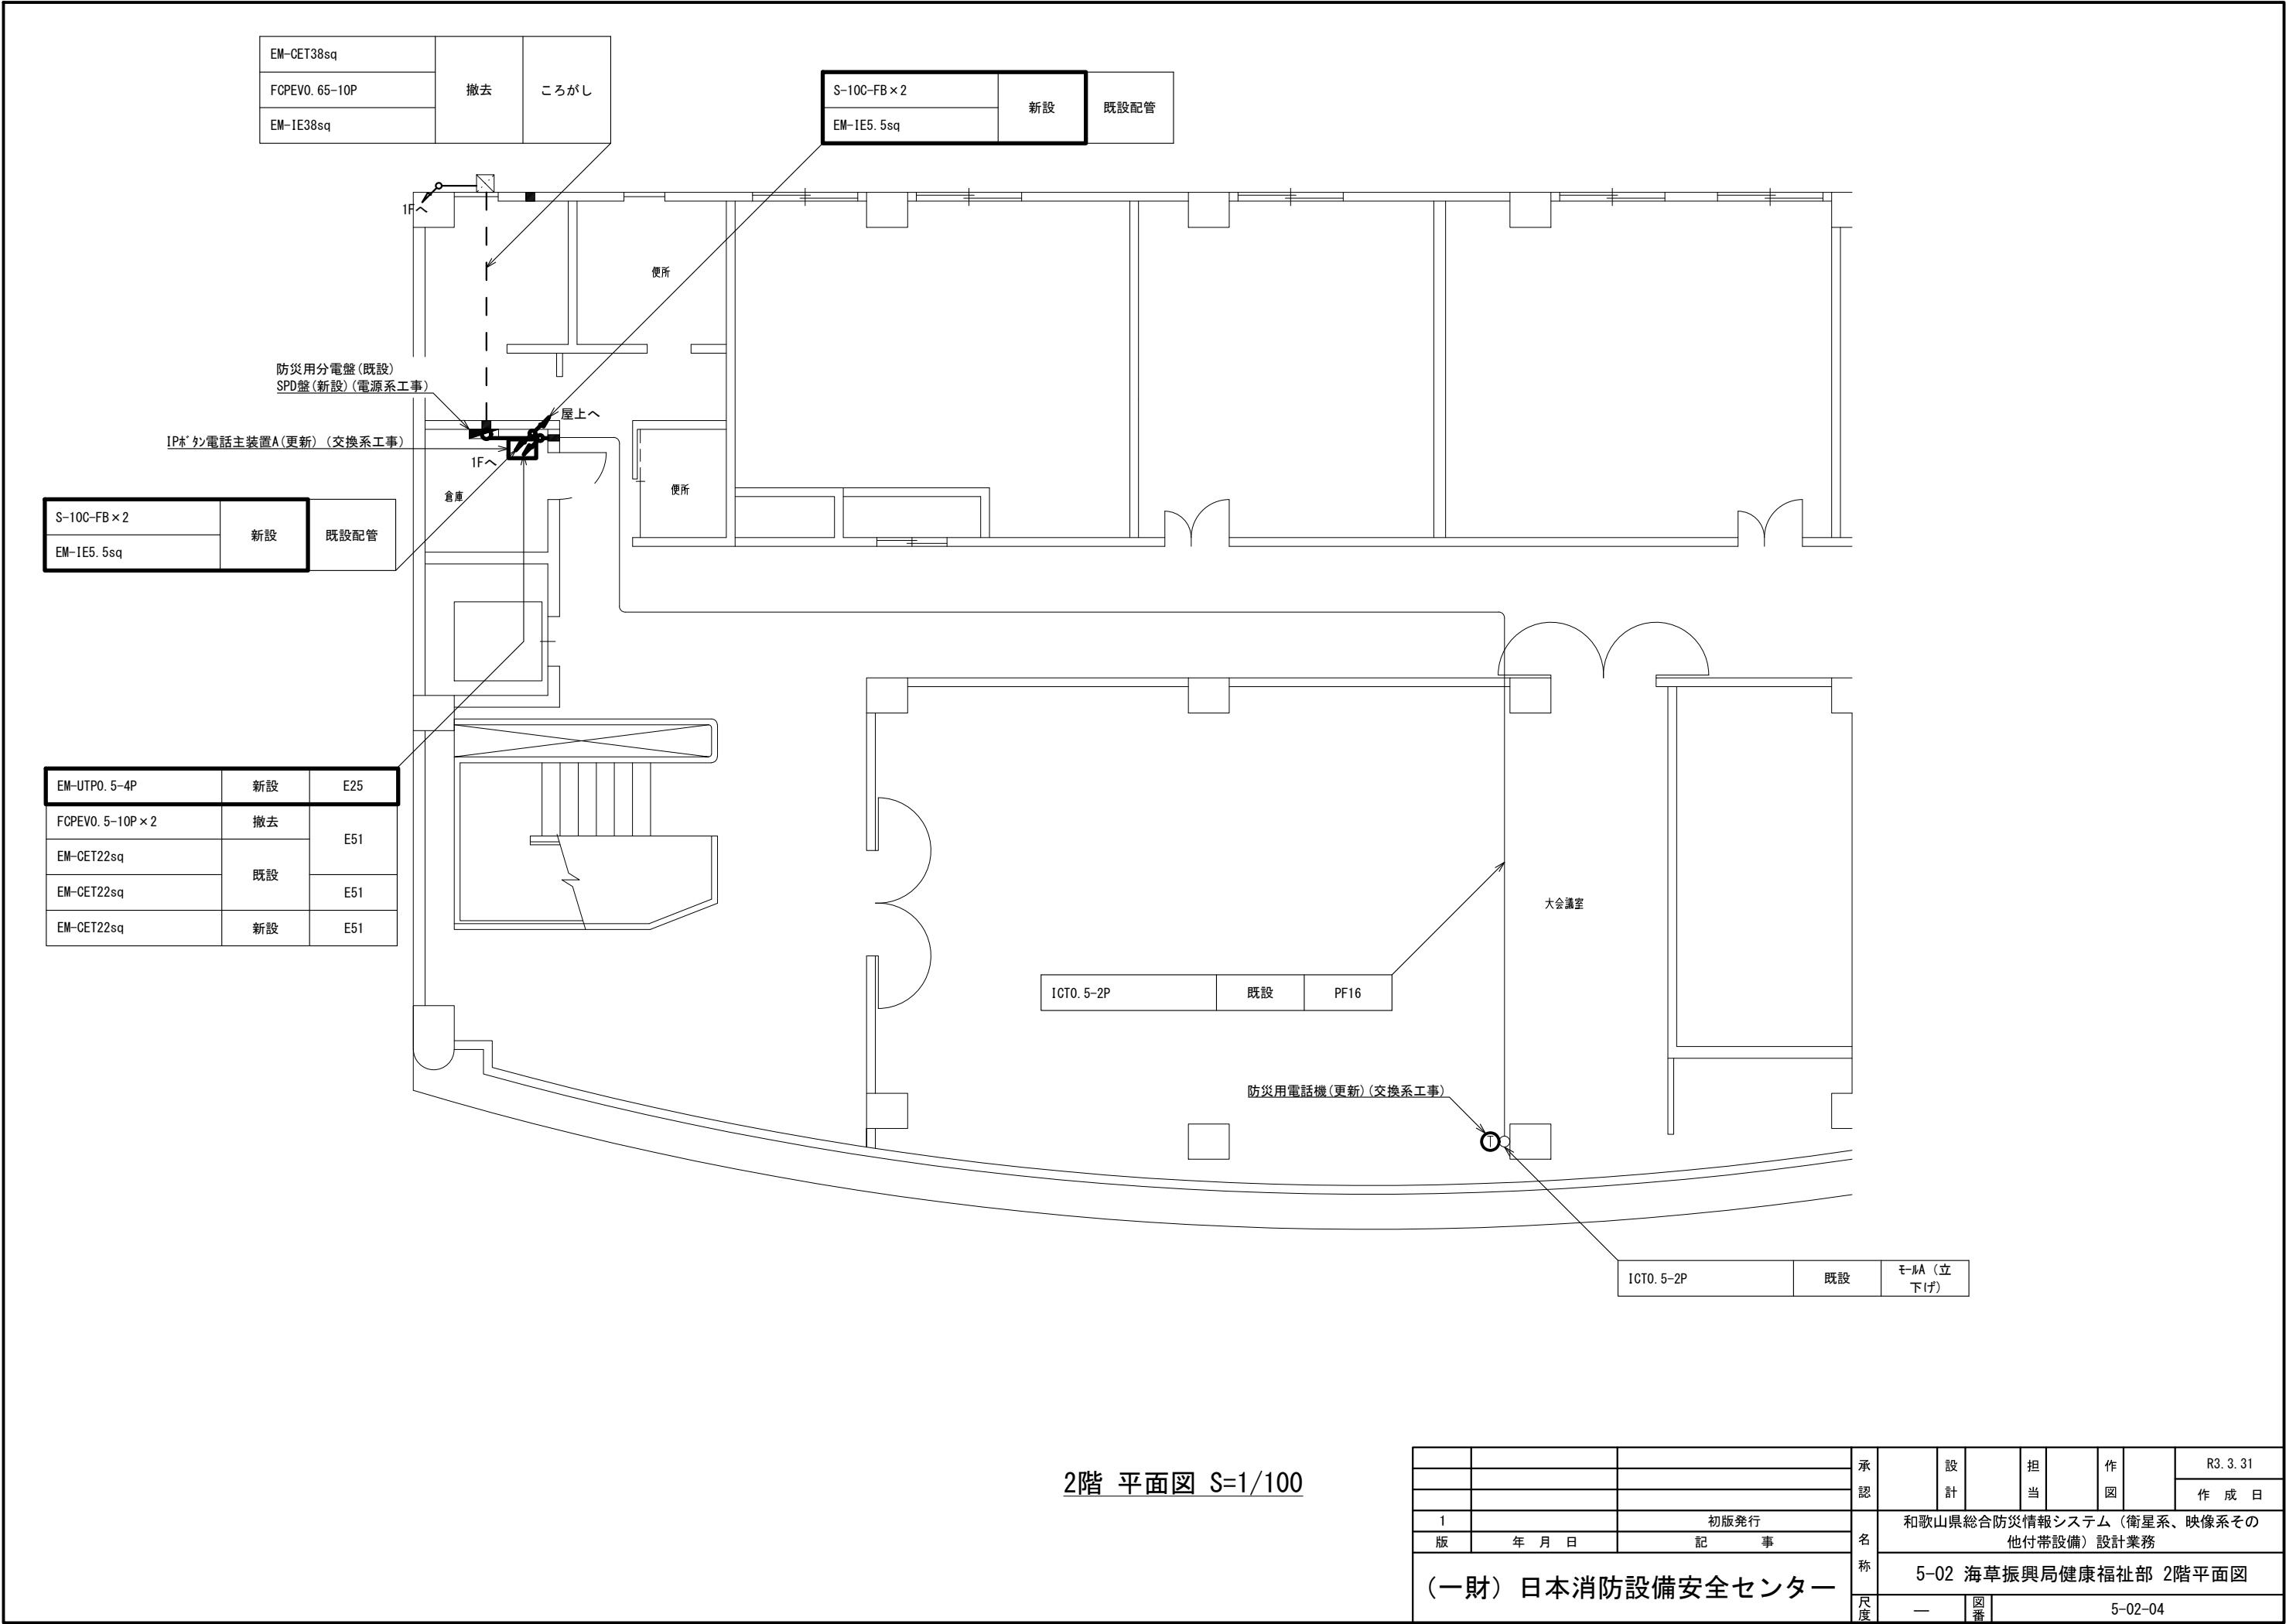 EM-CET38sq
FCPEV0.65-10P
EM-IE38sq
撤去
ころがし
S-10C-FB×2
EM-IE5.5sq
新設
既設配管
1Fへ
便所
防災用分電盤(既設)
SPD盤(新設)(電源系工事)
屋上へ
IPボタン電話主装置A(更新)(交換系工事)
1Fへ
倉庫
便所
S-10C-FB×2
EM-IE5.5sq
新設
既設配管
EM-UTP0.5-4P 新設 E25
FCPEV0.5-10P×2 撤去
E51
EM-CET22sq
既設
EM-CET22sq E51
EM-CET22sq 新設 E51
大会議室
ICT0.5-2P 既設 PF16
防災用電話機(更新)(交換系工事)
T
ICT0.5-2P 既設 モールA(立
下げ)
2階 平面図 S=1/100
承認
設計
担当
作図
R3.3.31
作 成 日
1 初版発行
版 年 月 日 記 事
名称
和歌山県総合防災情報システム(衛星系、映像系その
他付帯設備)設計業務
(一財)日本消防設備安全センター
5-02 海草振興局健康福祉部 2階平面図
尺度 — 図番 5-02-04